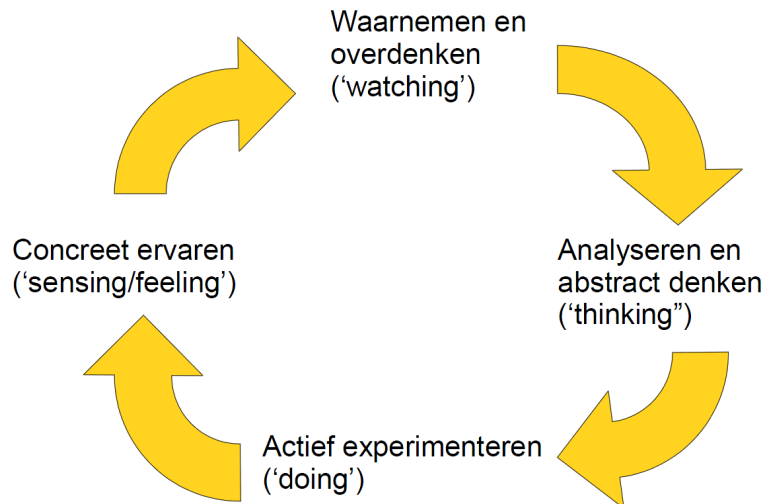 Waarnemen en
overdenken
(‘watching’)
Analyseren en
abstract denken
(‘thinking”)
Actief experimenteren
(‘doing’)
Concreet ervaren
(‘sensing/feeling’)